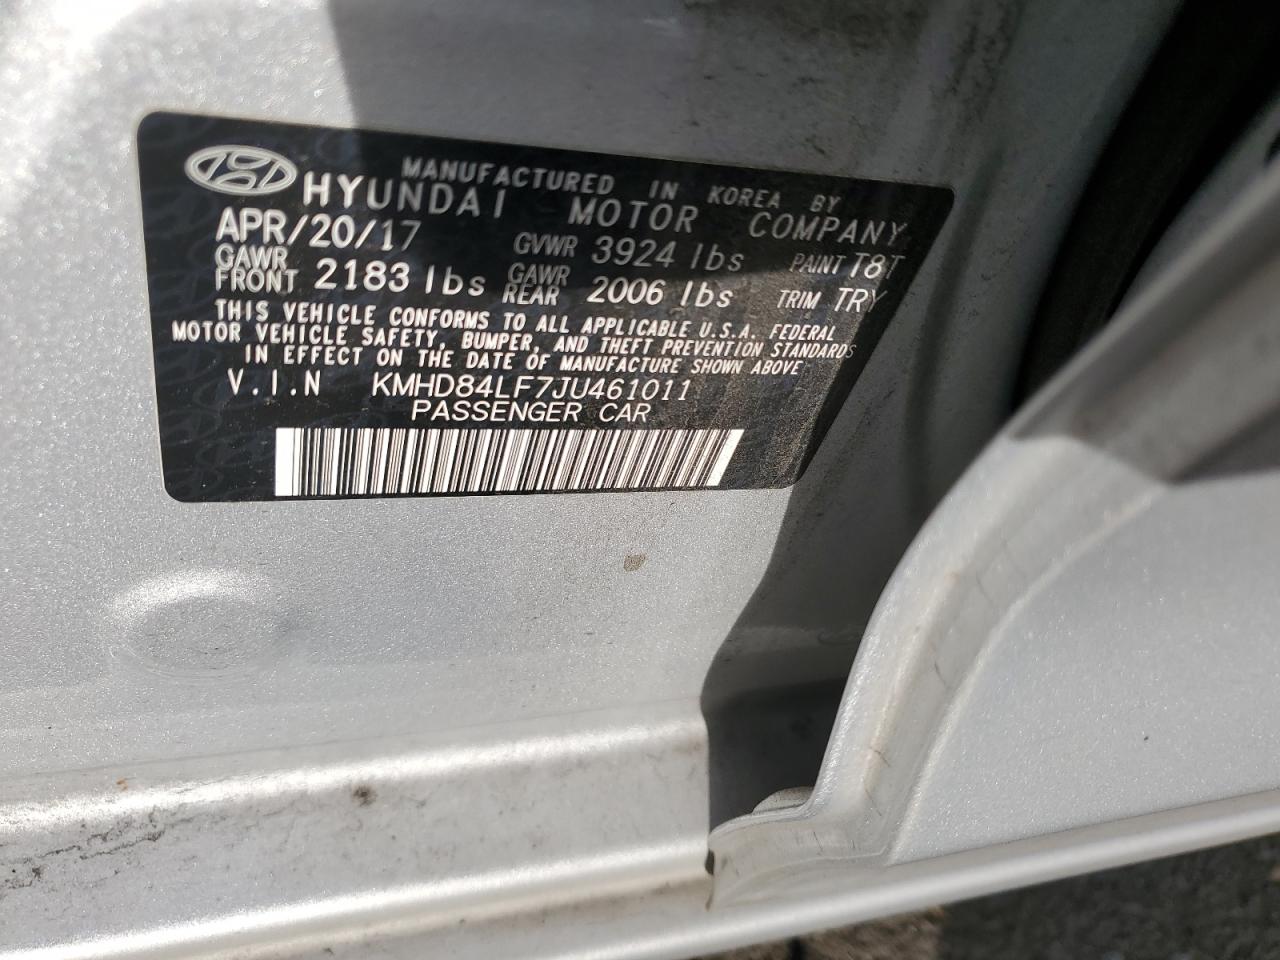 MANUFACTURED IN KOREA BY
HYUNDAI MOTOR COMPANY
APR/20/17 GVWR 3924 lbs PAINT T8T
GAWR FRONT 2183 lbs GAWR REAR 2006 lbs TRIM TRY
THIS VEHICLE CONFORMS TO ALL APPLICABLE U.S.A. FEDERAL
MOTOR VEHICLE SAFETY, BUMPER, AND THEFT PREVENTION STANDARDS
IN EFFECT ON THE DATE OF MANUFACTURE SHOWN ABOVE
V.I.N KMHD84LF7JU461011
PASSENGER CAR